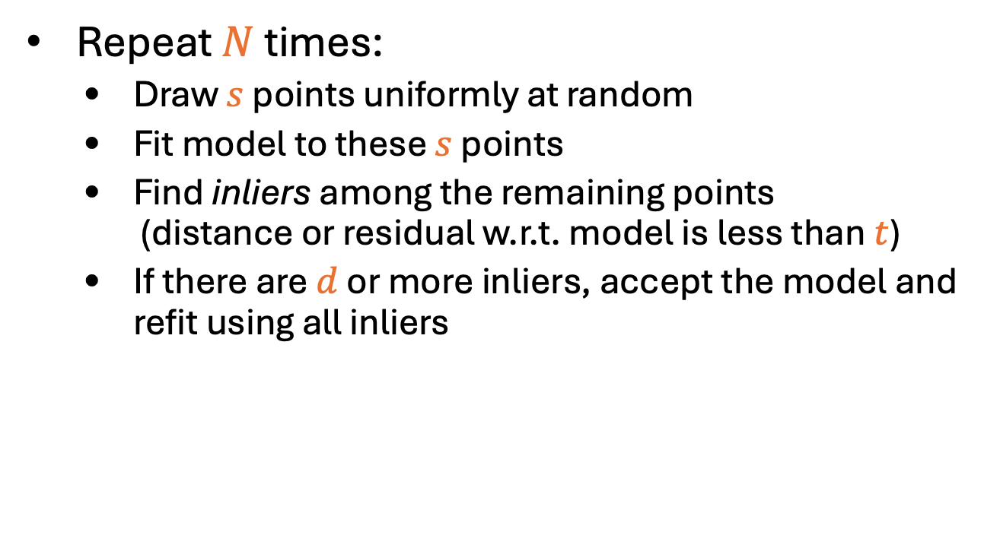 • Repeat N times:
• Draw s points uniformly at random
• Fit model to these s points
• Find inliers among the remaining points
(distance or residual w.r.t. model is less than t)
• If there are d or more inliers, accept the model and
refit using all inliers